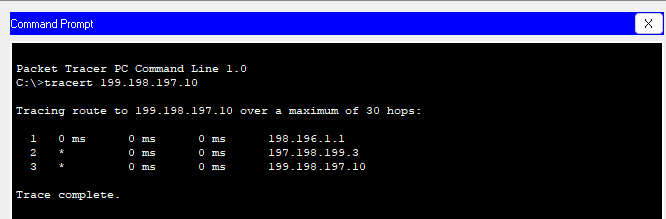 Command Prompt
X
Packet Tracer PC Command Line 1.0
C:\>tracert 199.198.197.10
Tracing route to 199.198.197.10 over a maximum of 30 hops:
1 0 ms 0 ms 0 ms 198.196.1.1
2 * 0 ms 0 ms 197.198.199.3
3 * 0 ms 0 ms 199.198.197.10
Trace complete.